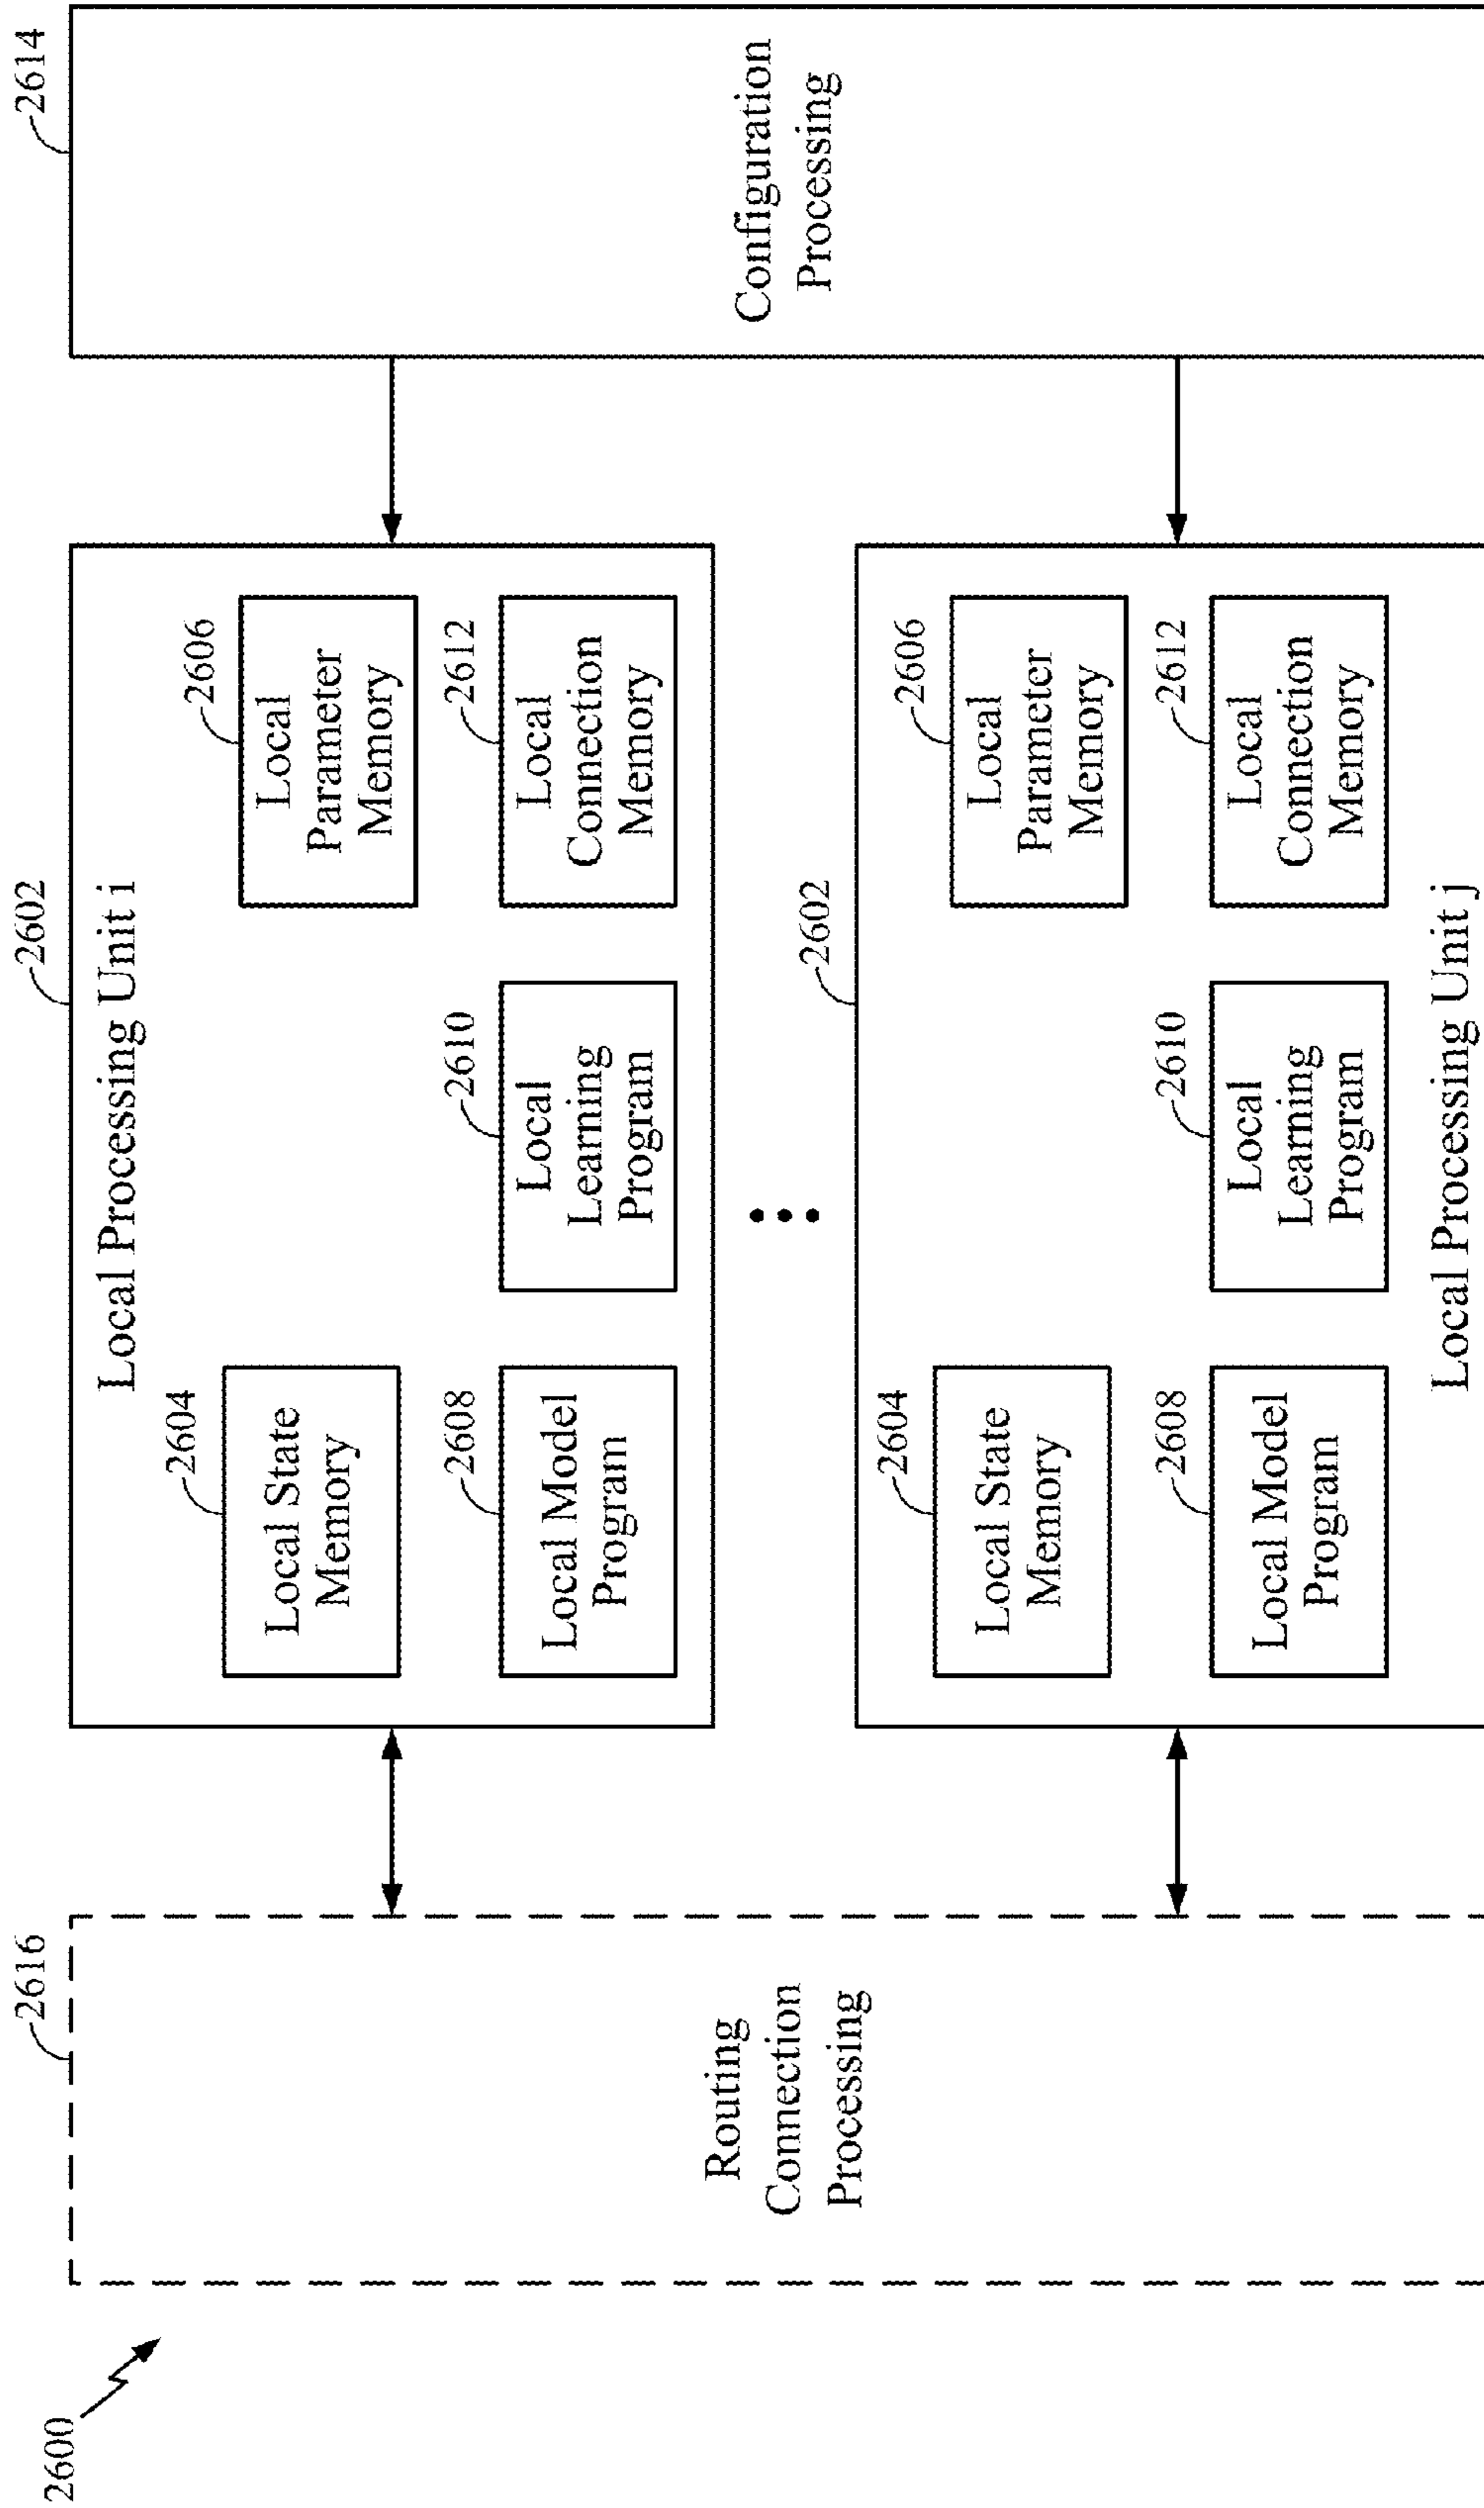 2600
2616
Routing
Connection
Processing
2602
Local Processing Unit i
2604
Local State
Memory
2606
Local
Parameter
Memory
2608
Local Model
Program
2610
Local
Learning
Program
2612
Local
Connection
Memory
2602
2604
Local State
Memory
2606
Local
Parameter
Memory
2608
Local Model
Program
2610
Local
Learning
Program
2612
Local
Connection
Memory
Local Processing Unit j
2614
Configuration
Processing